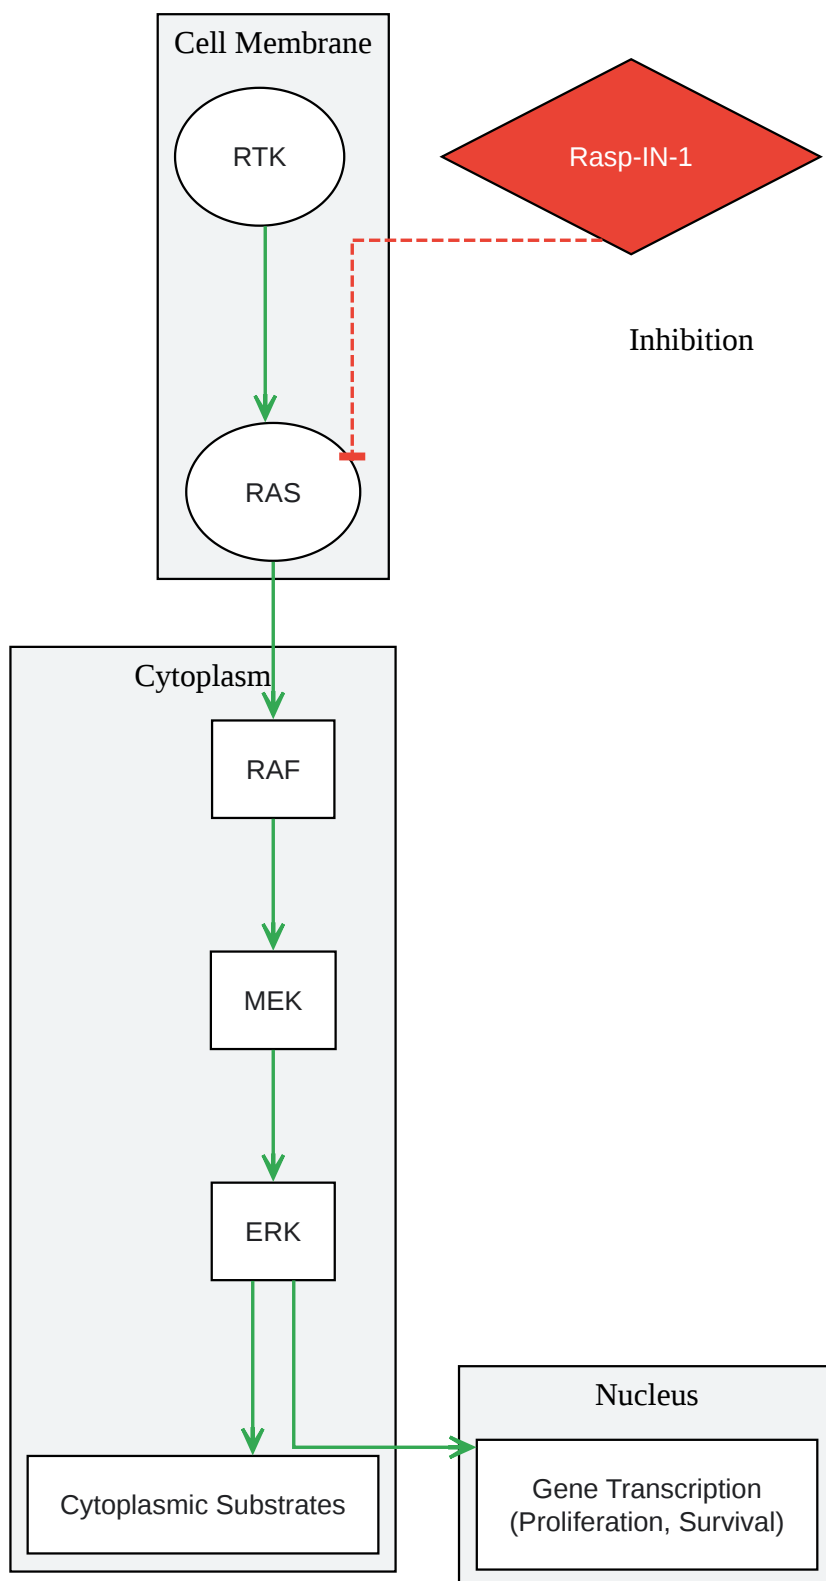 Cell Membrane
RTK
Rasp-IN-1
Inhibition
RAS
Cytoplasm
RAF
MEK
ERK
Nucleus
Cytoplasmic Substrates
Gene Transcription
(Proliferation, Survival)